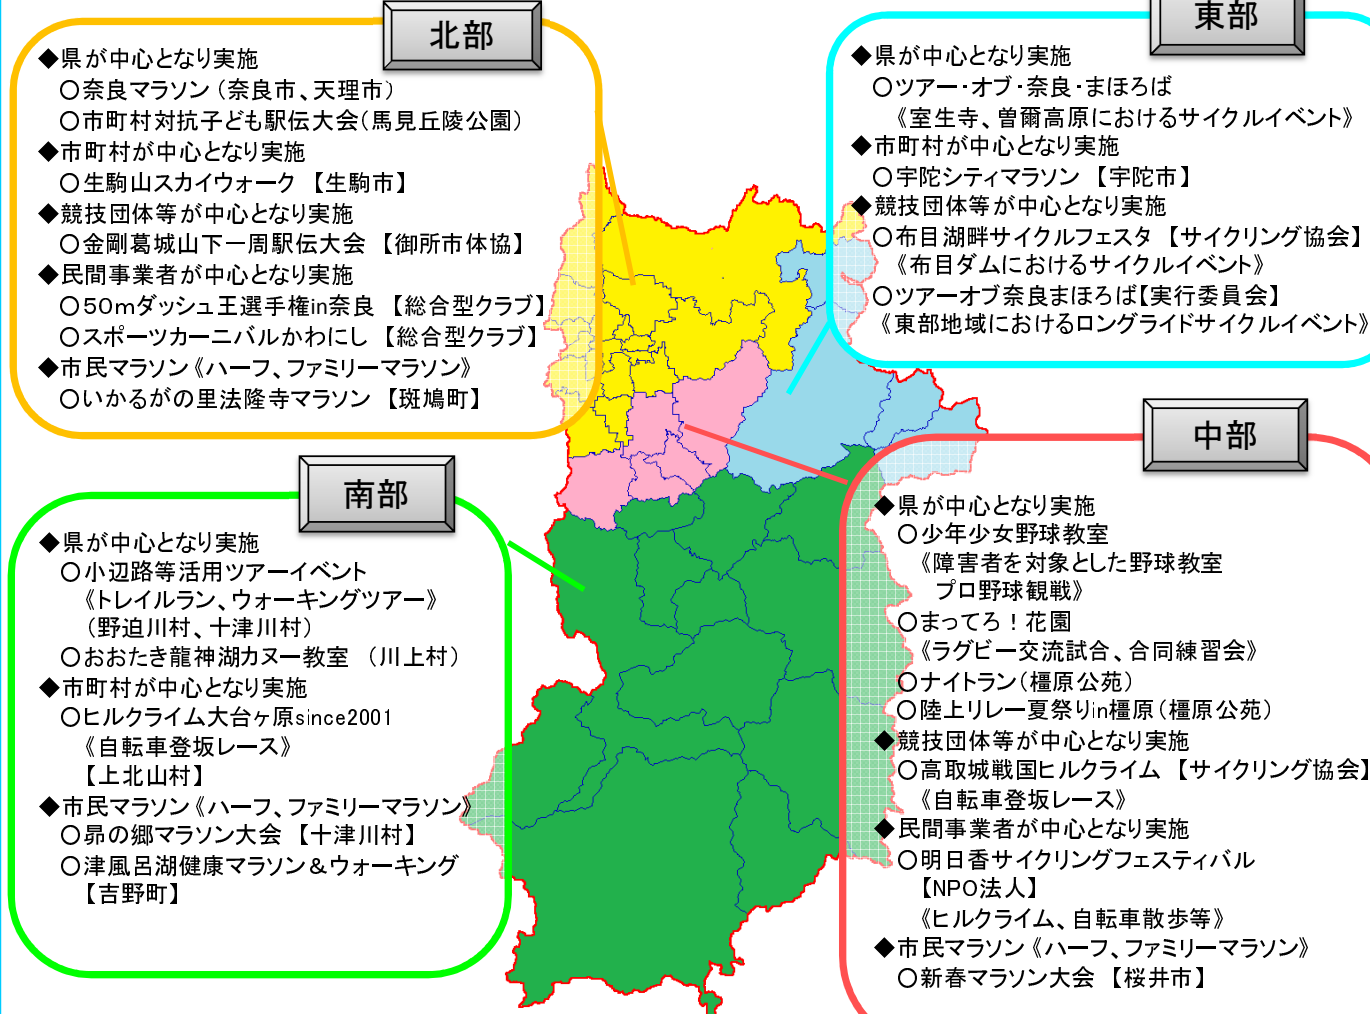 北部
◆県が中心となり実施
○奈良マラソン(奈良市、天理市)
○市町村対抗子ども駅伝大会(馬見丘陵公園)
◆市町村が中心となり実施
○生駒山スカイウォーク 【生駒市】
◆競技団体等が中心となり実施
○金剛葛城山下一周駅伝大会 【御所市体協】
◆民間事業者が中心となり実施
○50mダッシュ王選手権in奈良 【総合型クラブ】
○スポーツカーニバルかわにし 【総合型クラブ】
◆市民マラソン《ハーフ、ファミリーマラソン》
○いかるがの里法隆寺マラソン 【斑鳩町】
東部
◆県が中心となり実施
○ツアー・オブ・奈良・まほろば
《室生寺、曽爾高原におけるサイクルイベント》
◆市町村が中心となり実施
○宇陀シティマラソン 【宇陀市】
◆競技団体等が中心となり実施
○布目湖畔サイクルフェスタ 【サイクリング協会】
《布目ダムにおけるサイクルイベント》
○ツアーオブ奈良まほろば【実行委員会】
《東部地域におけるロングライドサイクルイベント》
南部
◆県が中心となり実施
○小辺路等活用ツアーイベント
《トレイルラン、ウォーキングツアー》
(野迫川村、十津川村)
○おおたき龍神湖カヌー教室 (川上村)
◆市町村が中心となり実施
○ヒルクライム大台ヶ原since2001
《自転車登坂レース》
【上北山村】
◆市民マラソン《ハーフ、ファミリーマラソン》
○昴の郷マラソン大会 【十津川村】
○津風呂湖健康マラソン&ウォーキング
【吉野町】
中部
◆県が中心となり実施
○少年少女野球教室
《障害者を対象とした野球教室
プロ野球観戦》
○まってろ!花園
《ラグビー交流試合、合同練習会》
○ナイトラン(橿原公苑)
○陸上リレー夏祭りin橿原(橿原公苑)
◆競技団体等が中心となり実施
○高取城戦国ヒルクライム 【サイクリング協会】
《自転車登坂レース》
◆民間事業者が中心となり実施
○明日香サイクリングフェスティバル
【NPO法人】
《ヒルクライム、自転車散歩等》
◆市民マラソン《ハーフ、ファミリーマラソン》
○新春マラソン大会 【桜井市】